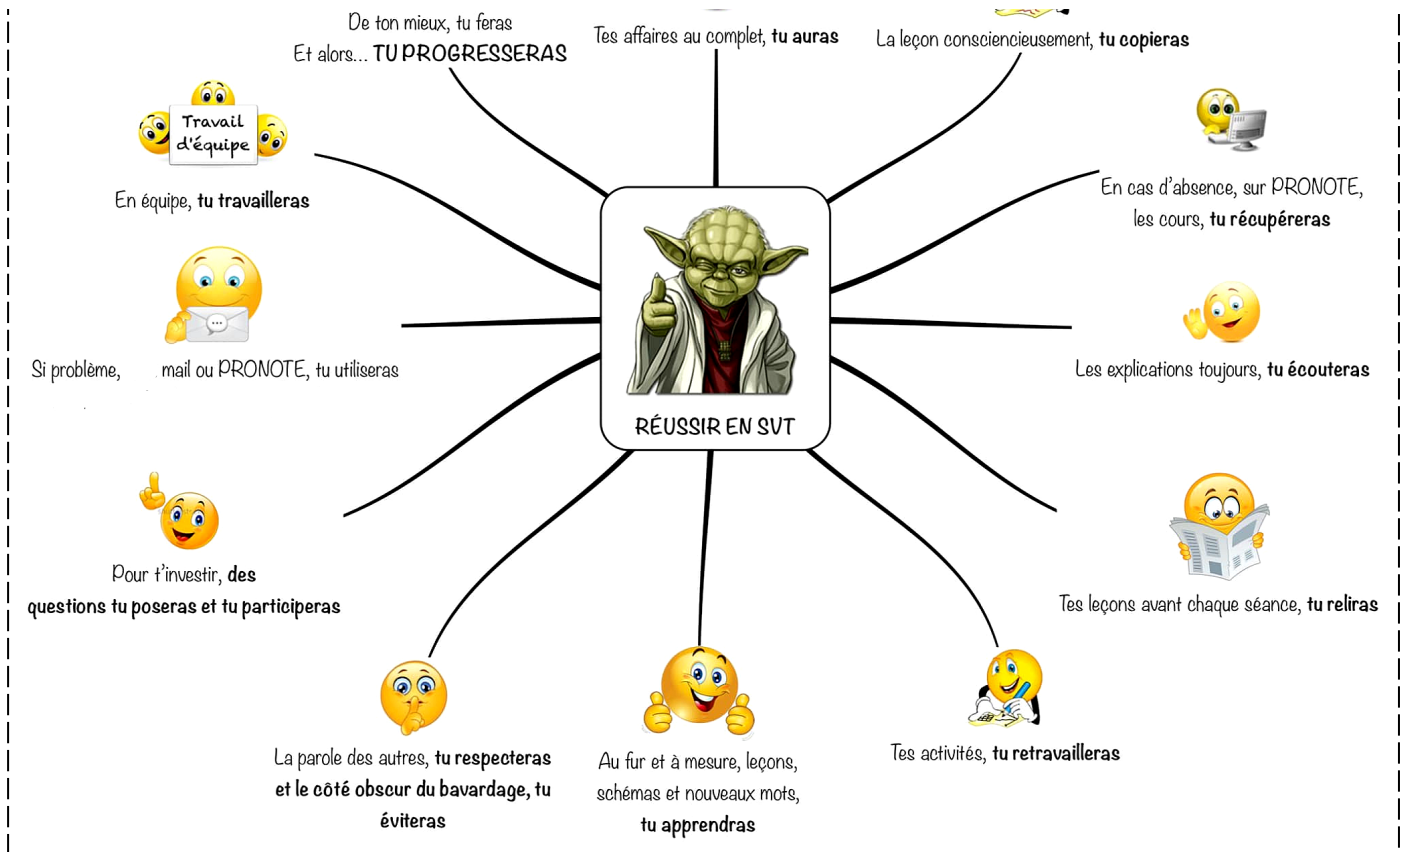 De ton mieux, tu feras
Et alors... TU PROGRESSERAS
Tes affaires au complet, tu auras
La leçon consciencieusement, tu copieras
Travail
d'équipe
En équipe, tu travailleras
En cas d'absence, sur PRONOTE,
les cours, tu récupéreras
Si problème, mail ou PRONOTE, tu utiliseras
Les explications toujours, tu écouteras
RÉUSSIR EN SVT
Pour t'investir, des
questions tu poseras et tu participeras
Tes leçons avant chaque séance, tu reliras
La parole des autres, tu respecteras
et le côté obscur du bavardage, tu
éviteras
Au fur et à mesure, leçons,
schémas et nouveaux mots,
tu apprendras
Tes activités, tu retravailleras